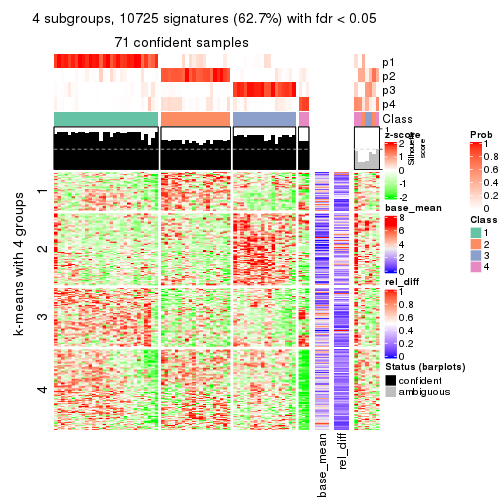 4 subgroups, 10725 signatures (62.7%) with fdr < 0.05
71 confident samples
p1
p2
p3
p4
Class
1
Silhouette
score
z-score
2
1
0
-1
-2
Prob
1
0.8
0.6
0.4
0.2
0
base_mean
8
6
4
2
0
Class
1
2
3
4
rel_diff
1
0.8
0.6
0.4
0.2
0
Status (barplots)
confident
ambiguous
k-means with 4 groups
1
2
3
4
base_mean
rel_diff